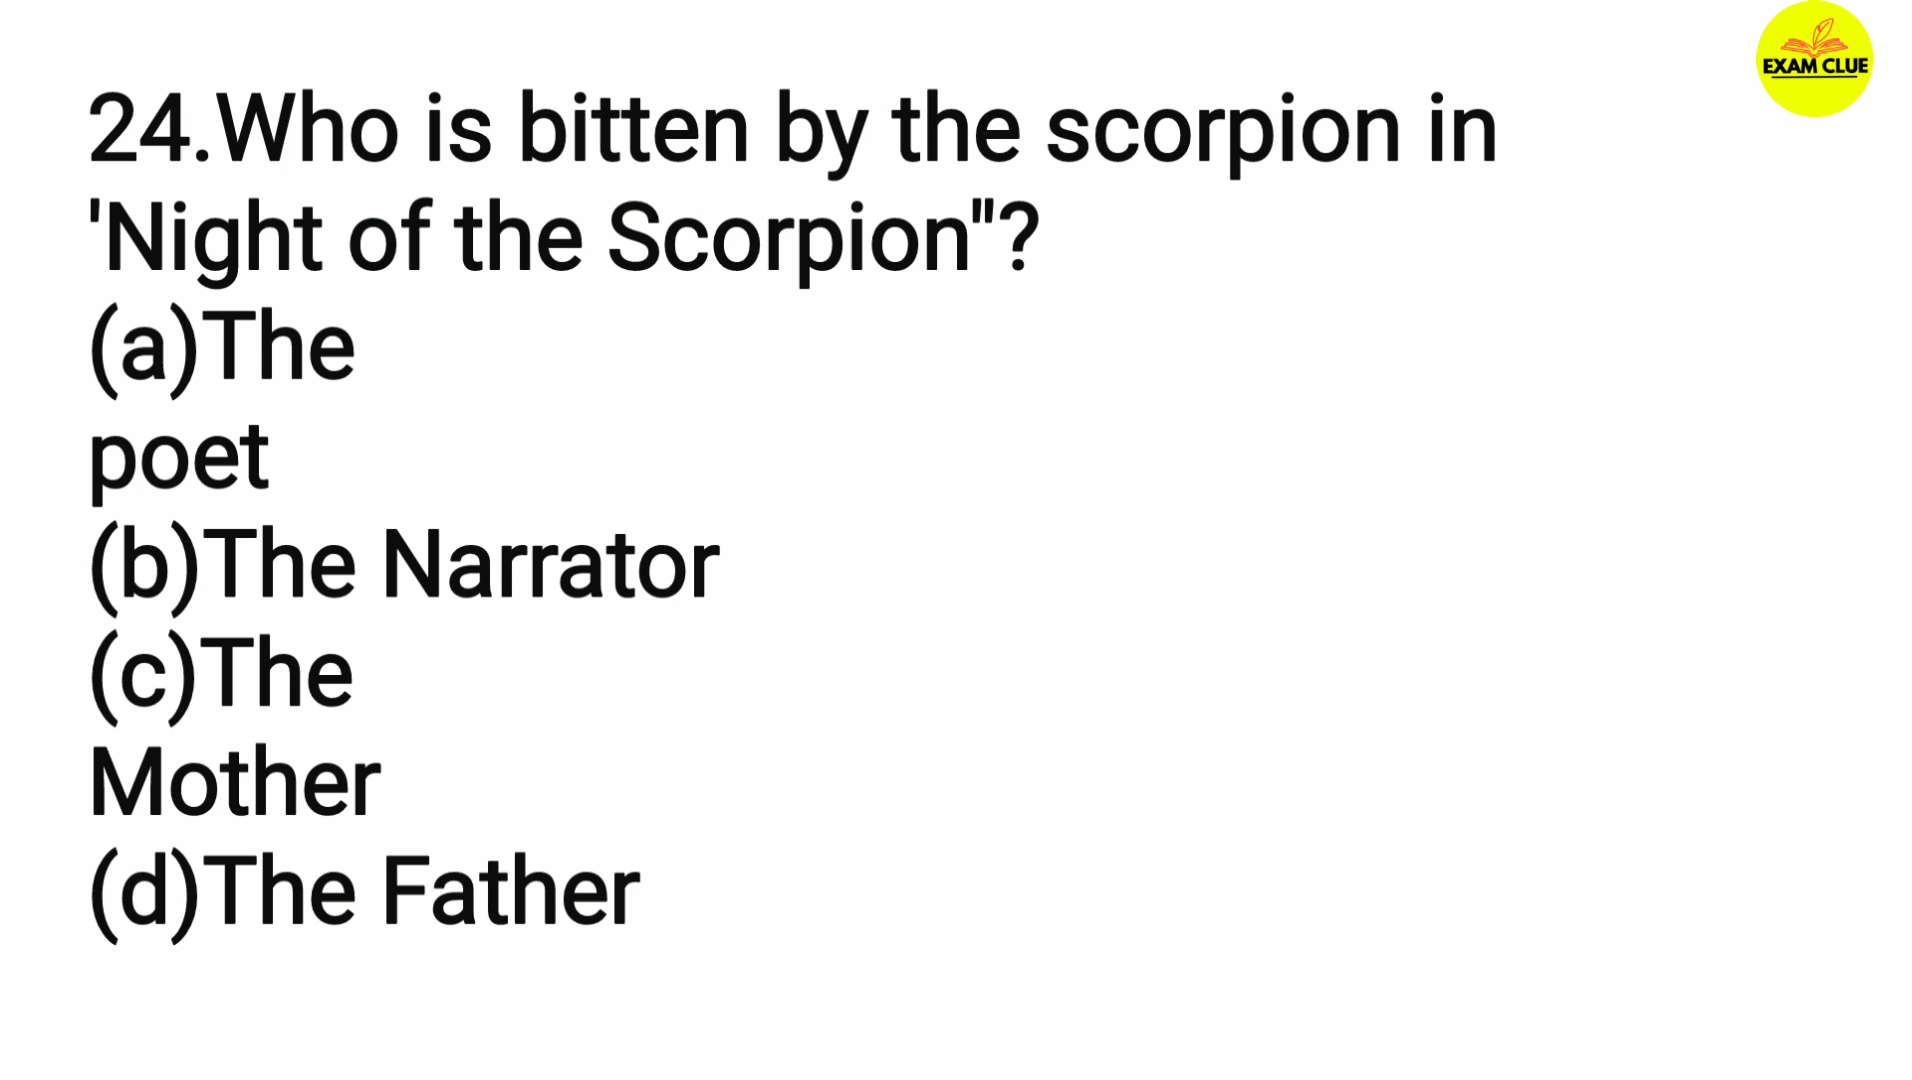 EXAM CLUE
24.Who is bitten by the scorpion in
'Night of the Scorpion"?
(a)The
poet
(b)The Narrator
(c)The
Mother
(d)The Father